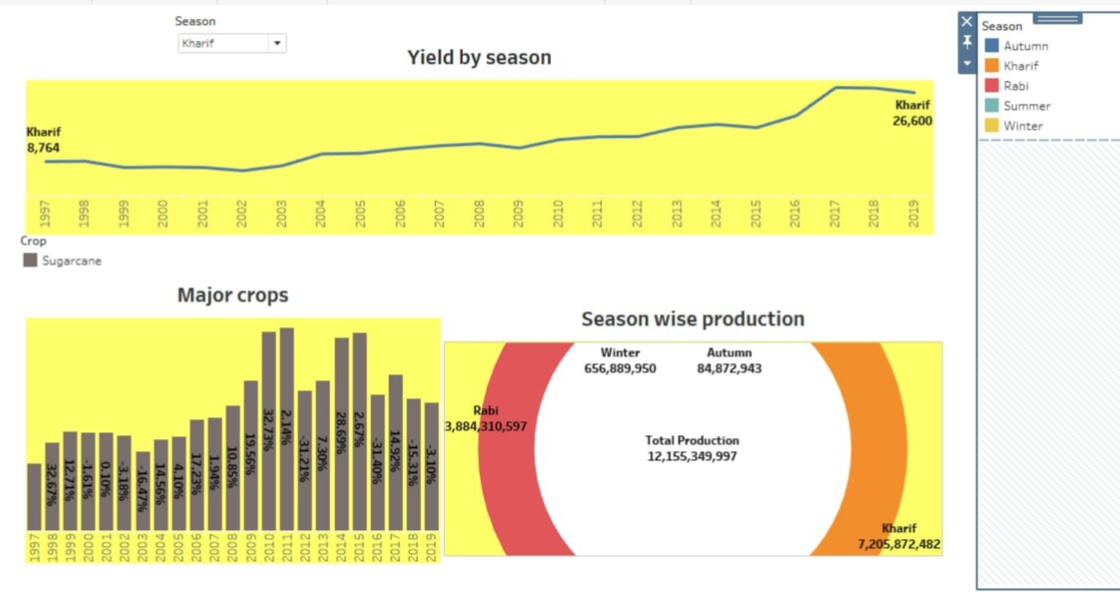 Season
Kharif
Yield by season
Kharif
8,764
Kharif
26,600
1997 1998 1999 2000 2001 2002 2003 2004 2005 2006 2007 2008 2009 2010 2011 2012 2013 2014 2015 2016 2017 2018 2019
Season
Autumn
Kharif
Rabi
Summer
Winter
Crop
Sugarcane
Major crops
32.67% 12.71% -1.61% 0.10% -3.18% -16.47% 14.56% 4.10% 17.23% 1.94% 10.85% 19.56% 32.73% 2.14% -31.21% 7.30% 28.69% 2.67% -31.40% 14.92% -15.31% -3.10%
1997 1998 1999 2000 2001 2002 2003 2004 2005 2006 2007 2008 2009 2010 2011 2012 2013 2014 2015 2016 2017 2018 2019
Season wise production
Winter
656,889,950
Autumn
84,872,943
Rabi
3,884,310,597
Total Production
12,155,349,997
Kharif
7,205,872,482